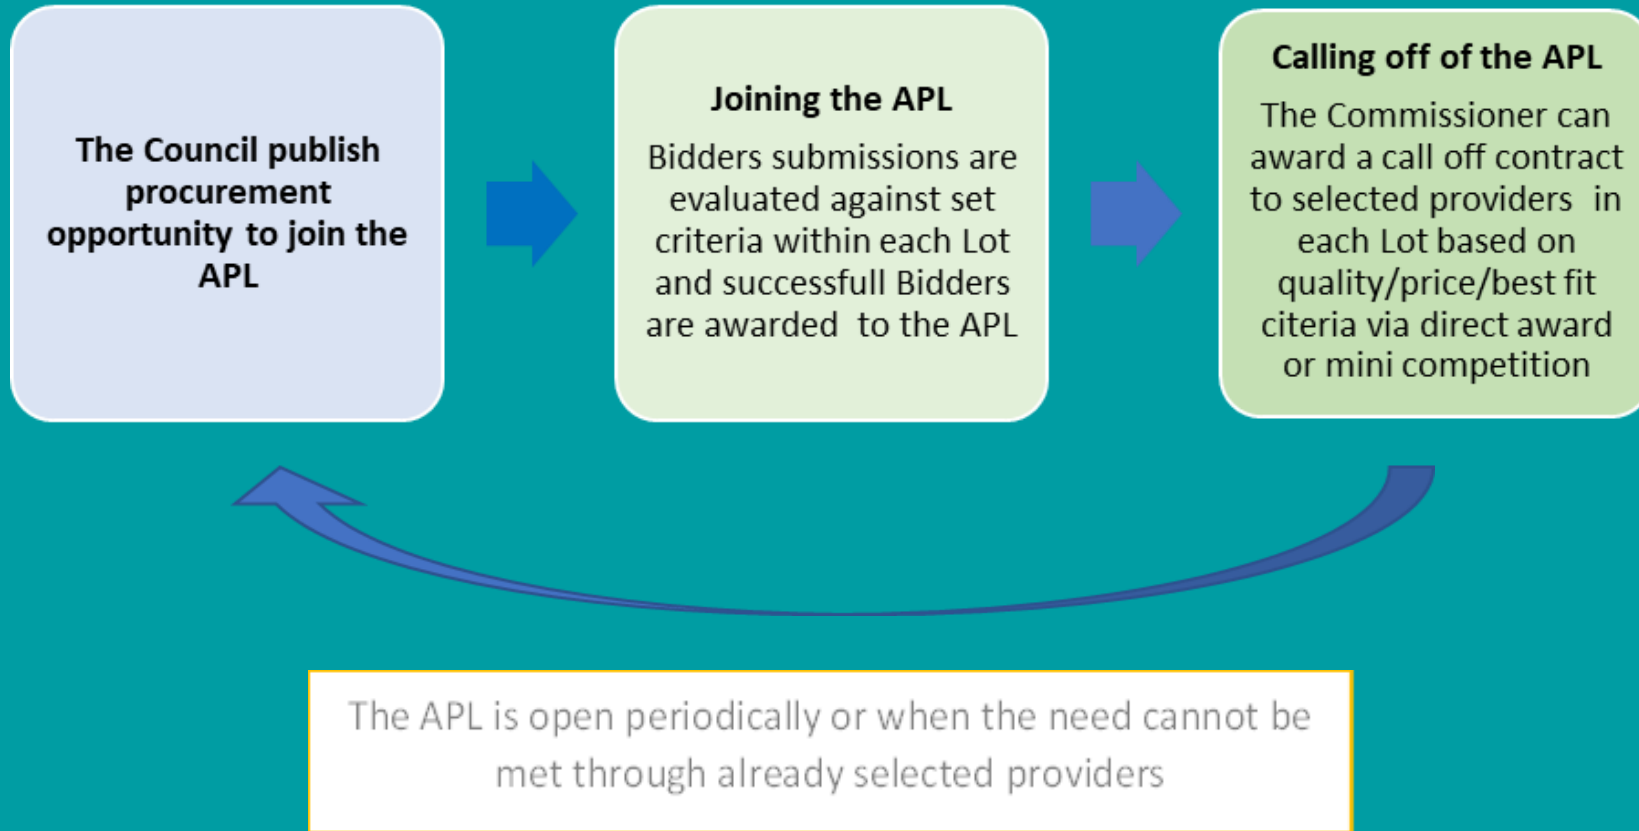 The Council publish
procurement
opportunity to join the
APL
Joining the APL
Bidders submissions are
evaluated against set
criteria within each Lot
and successfull Bidders
are awarded to the APL
Calling off of the APL
The Commissioner can
award a call off contract
to selected providers in
each Lot based on
quality/price/best fit
citeria via direct award
or mini competition
The APL is open periodically or when the need cannot be
met through already selected providers